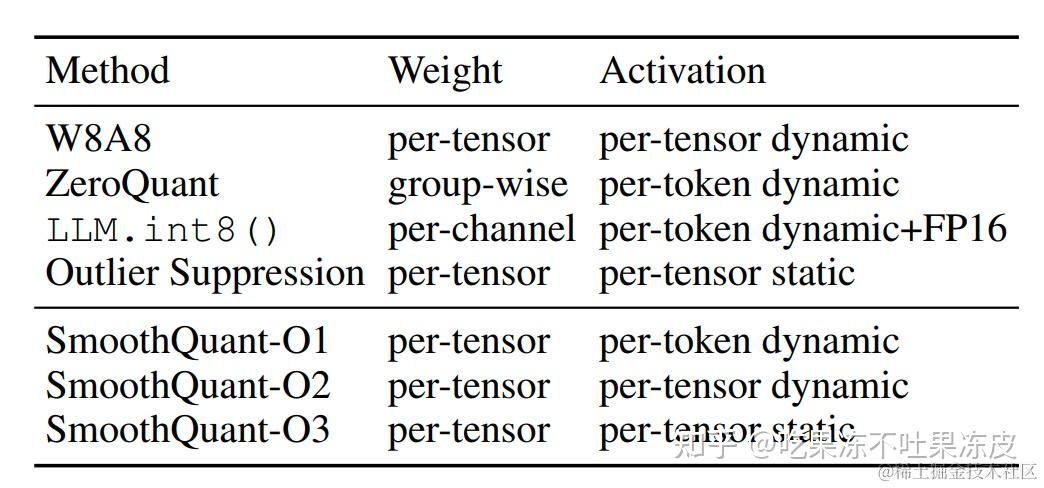 Method Weight Activation
W8A8 per-tensor per-tensor dynamic
ZeroQuant group-wise per-token dynamic
LLM.int8() per-channel per-token dynamic+FP16
Outlier Suppression per-tensor per-tensor static
SmoothQuant-O1 per-tensor per-token dynamic
SmoothQuant-O2 per-tensor per-tensor dynamic
SmoothQuant-O3 per-tensor per-tensor static
知乎 @吃果冻不吐果冻皮
@稀土掘金技术社区